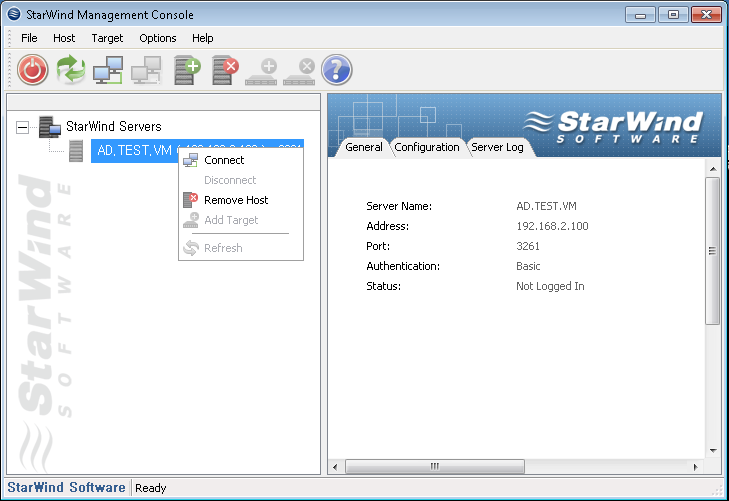 StarWind Management Console
File Host Target Options Help
StarWind Servers
AD.TEST.VM
Connect
Disconnect
Remove Host
Add Target
Refresh
StarWind
SOFTWARE
StarWind
SOFTWARE
General Configuration Server Log
Server Name: AD.TEST.VM
Address: 192.168.2.100
Port: 3261
Authentication: Basic
Status: Not Logged In
StarWind Software Ready